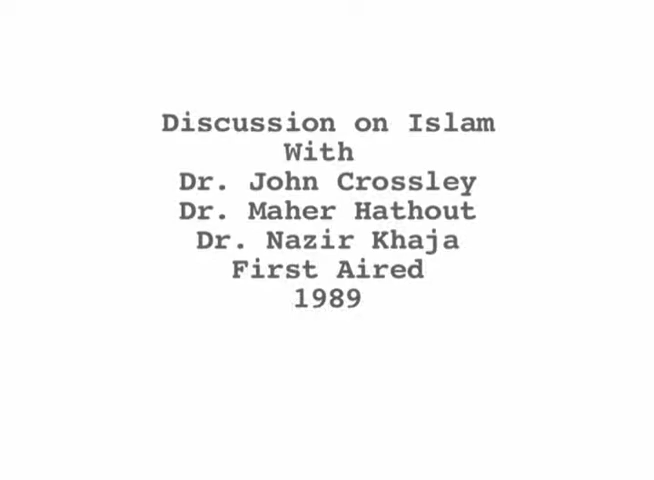 Discussion on Islam
With
Dr. John Crossley
Dr. Maher Hathout
Dr. Nazir Khaja
First Aired
1989